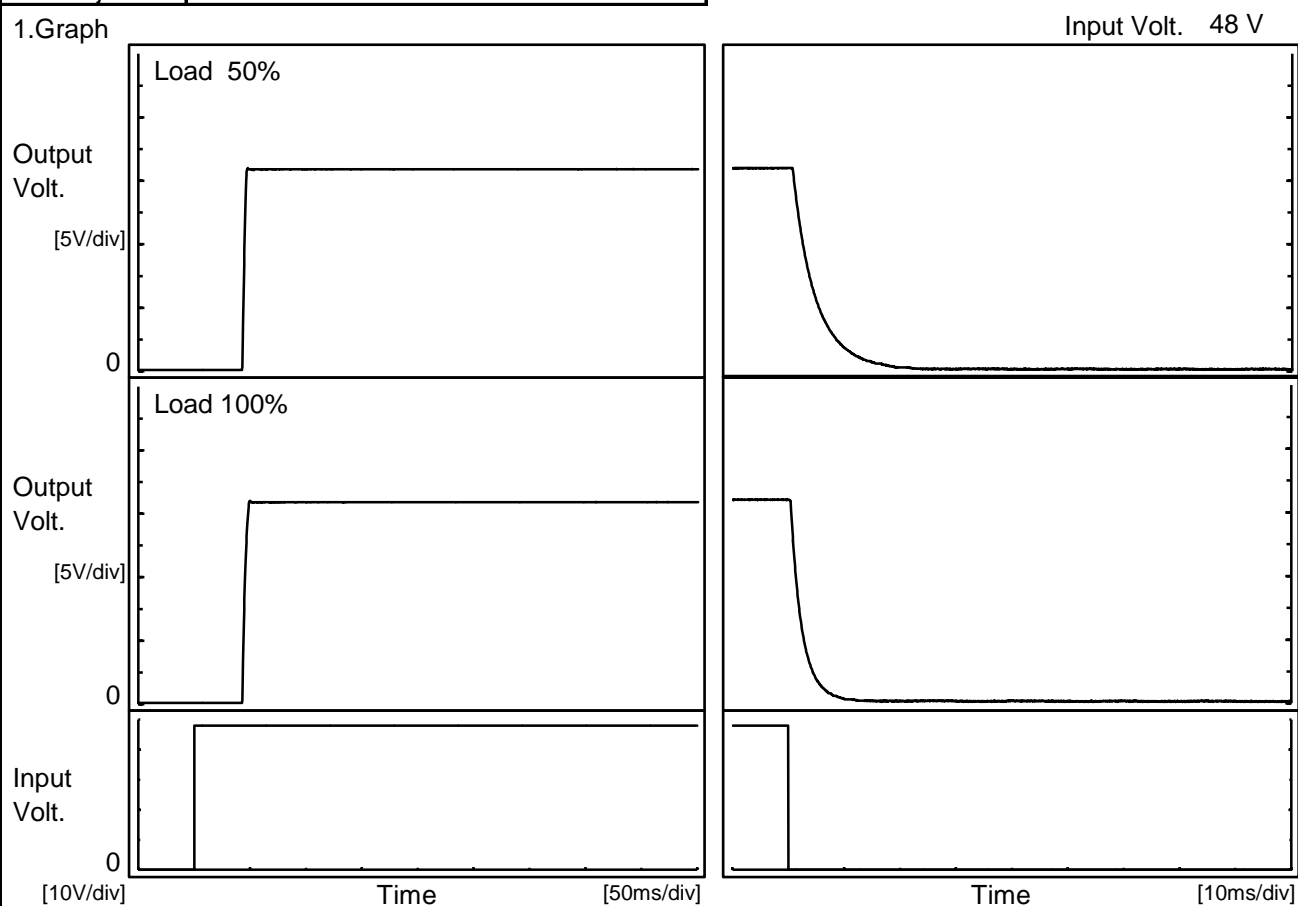 1.Graph
Input Volt. 48 V
Load 50%
Output
Volt.
[5V/div]
0
Load 100%
Output
Volt.
[5V/div]
0
Input
Volt.
0
[10V/div]
Time
[50ms/div]
Time
[10ms/div]